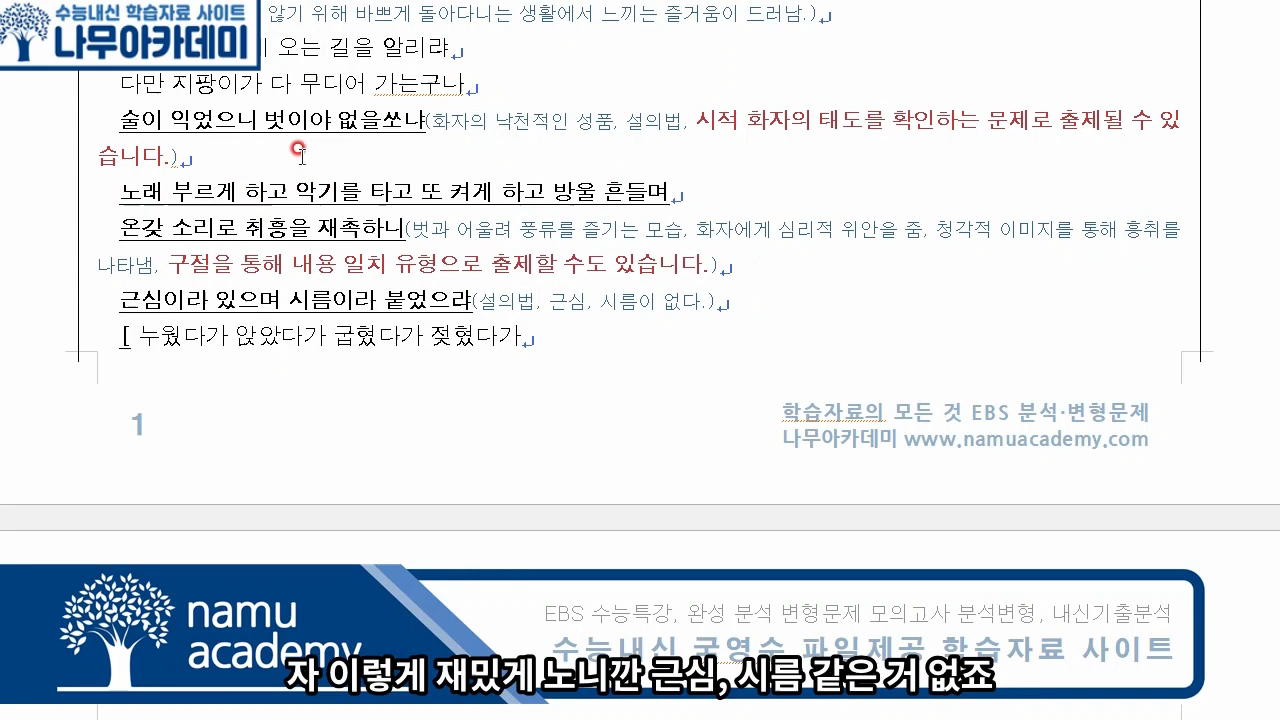 수능내신 학습자료 사이트
나무아카데미
않기 위해 바쁘게 돌아다니는 생활에서 느끼는 즐거움이 드러남.)
오는 길을 알리랴
다만 지팡이가 다 무디어 가는구나
술이 익었으니 벗이야 없을쏘냐(화자의 낙천적인 성품, 설의법, 시적 화자의 태도를 확인하는 문제로 출제될 수 있
습니다.)
노래 부르게 하고 악기를 타고 또 켜게 하고 방울 흔들며
온갖 소리로 취흥을 재촉하니(벗과 어울려 풍류를 즐기는 모습, 화자에게 심리적 위안을 줌, 청각적 이미지를 통해 흥취를
나타냄, 구절을 통해 내용 일치 유형으로 출제할 수도 있습니다.)
근심이라 있으며 시름이라 붙었으랴(설의법, 근심, 시름이 없다.)
[ 누웠다가 앉았다가 굽혔다가 젖혔다가
1
학습자료의 모든 것 EBS 분석·변형문제
나무아카데미 www.namuacademy.com
namu
academy
EBS 수능특강, 완성 분석 변형문제 모의고사 분석변형, 내신기출분석
수능내신 국영수 파일제공 학습자료 사이트
자 이렇게 재밌게 노니깐 근심, 시름 같은 거 없죠